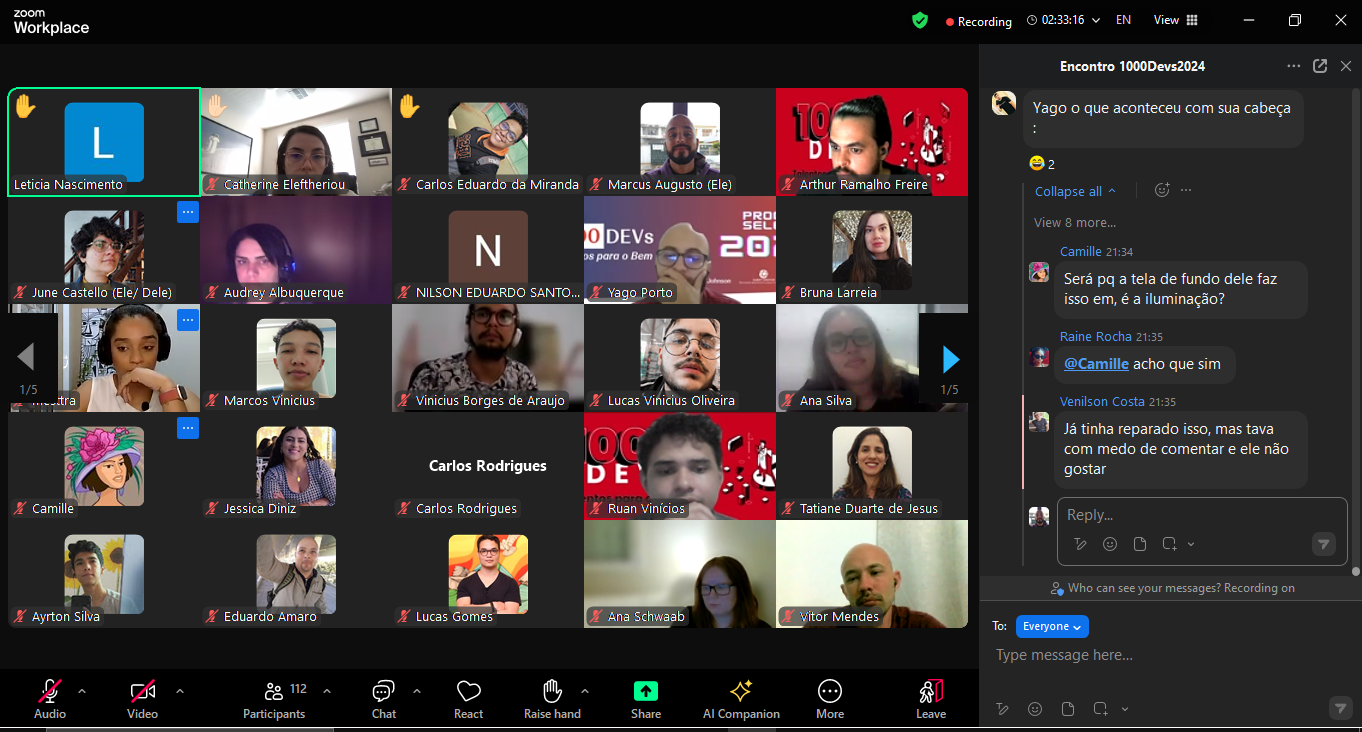 zoom
Workplace
Recording
02:33:16
EN
View
L
Leticia Nascimento
Catherine Eleftheriou
Carlos Eduardo da Miranda
Marcus Augusto (Ele)
Arthur Ramalho Freire
June Castello (Ele/ Dele)
Audrey Albuquerque
N
NILSON EDUARDO SANTO...
DEVs
os para o Bem
PROC
SELE
Yago Porto
Bruna Larreia
1/5
Marcos Vinicius
Vinicius Borges de Araujo
Lucas Vinicius Oliveira
Ana Silva
1/5
Camille
Jessica Diniz
Carlos Rodrigues
Carlos Rodrigues
Ruan Vinícios
Tatiane Duarte de Jesus
Ayrton Silva
Eduardo Amaro
Lucas Gomes
Ana Schwaab
Vitor Mendes
Encontro 1000Devs2024
Yago o que aconteceu com sua cabeça
:
2
Collapse all
View 8 more...
Camille 21:34
Será pq a tela de fundo dele faz
isso em, é a iluminação?
Raine Rocha 21:35
@Camille acho que sim
Venilson Costa 21:35
Já tinha reparado isso, mas tava
com medo de comentar e ele não
gostar
Reply...
Who can see your messages? Recording on
To: Everyone
Type message here...
Audio
Video
112
Participants
Chat
React
Raise hand
Share
AI Companion
More
Leave